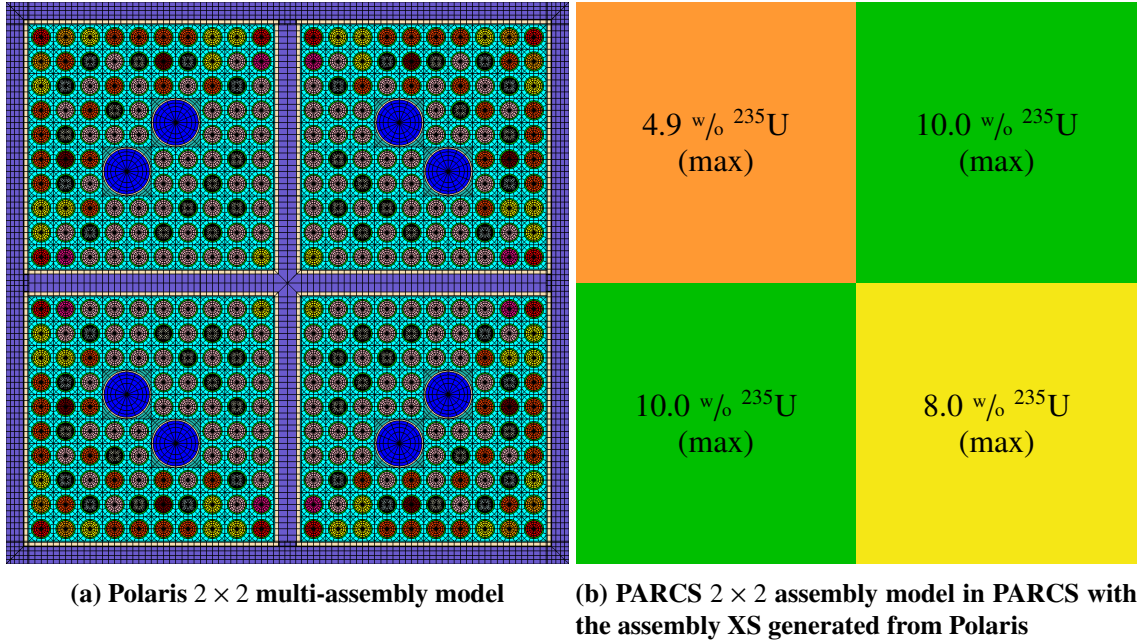 4.9 w/o ²³⁵U
(max)
10.0 w/o ²³⁵U
(max)
10.0 w/o ²³⁵U
(max)
8.0 w/o ²³⁵U
(max)
(a) Polaris 2 × 2 multi-assembly model
(b) PARCS 2 × 2 assembly model in PARCS with
the assembly XS generated from Polaris